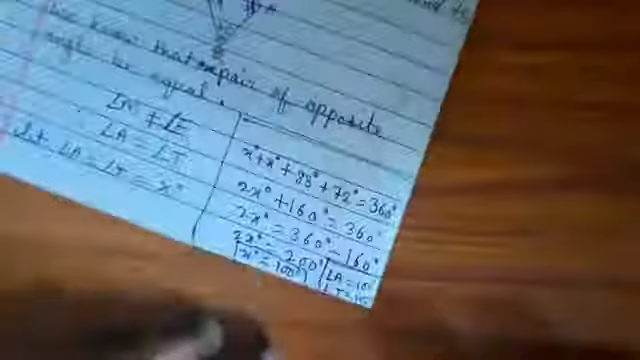 We know that pair of opposite
angle be equal.
∠N ≠ ∠E
∠A = ∠T
Let ∠A = ∠T = x°
x° + x° + 88° + 72° = 360°
2x° + 160° = 360°
2x° = 360° - 160°
2x° = 200°
x° = 100°
∠A = 10